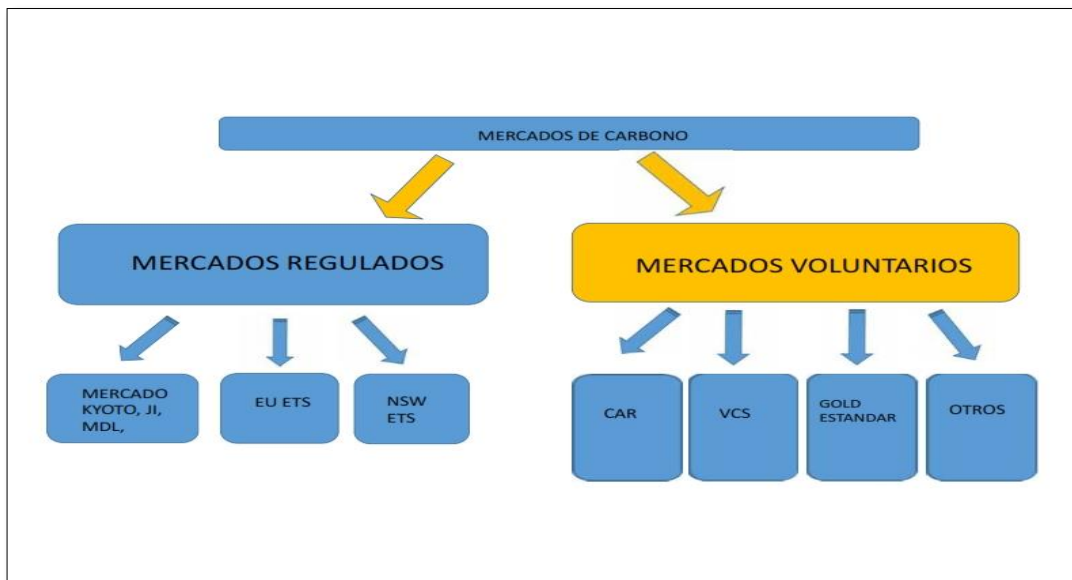 MERCADOS DE CARBONO
MERCADOS REGULADOS
MERCADOS VOLUNTARIOS
MERCADO
KYOTO, JI,
MDL,
EU ETS
NSW
ETS
CAR
VCS
GOLD
ESTANDAR
OTROS